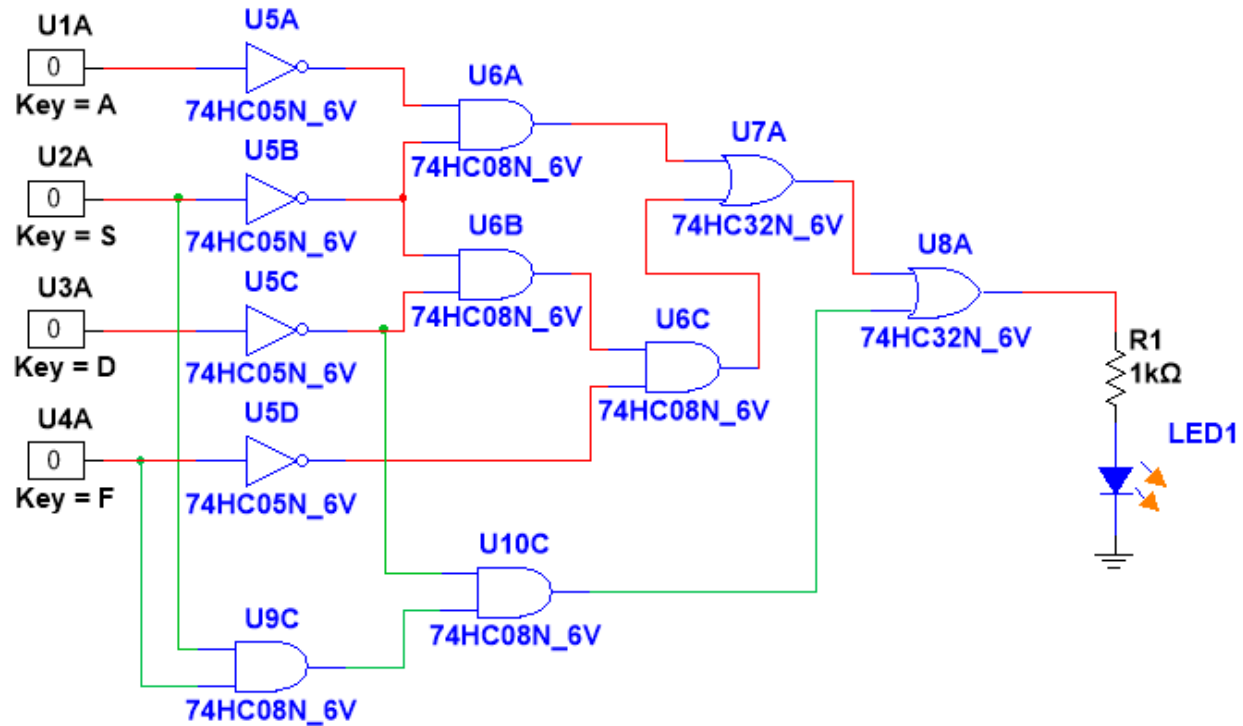 U1A
0
Key = A
U5A
74HC05N_6V
U6A
74HC08N_6V
U2A
0
Key = S
U5B
74HC05N_6V
U7A
74HC32N_6V
U6B
74HC08N_6V
U3A
0
Key = D
U5C
74HC05N_6V
U6C
74HC08N_6V
U8A
74HC32N_6V
R1
1kΩ
U4A
0
Key = F
U5D
74HC05N_6V
LED1
U10C
74HC08N_6V
U9C
74HC08N_6V